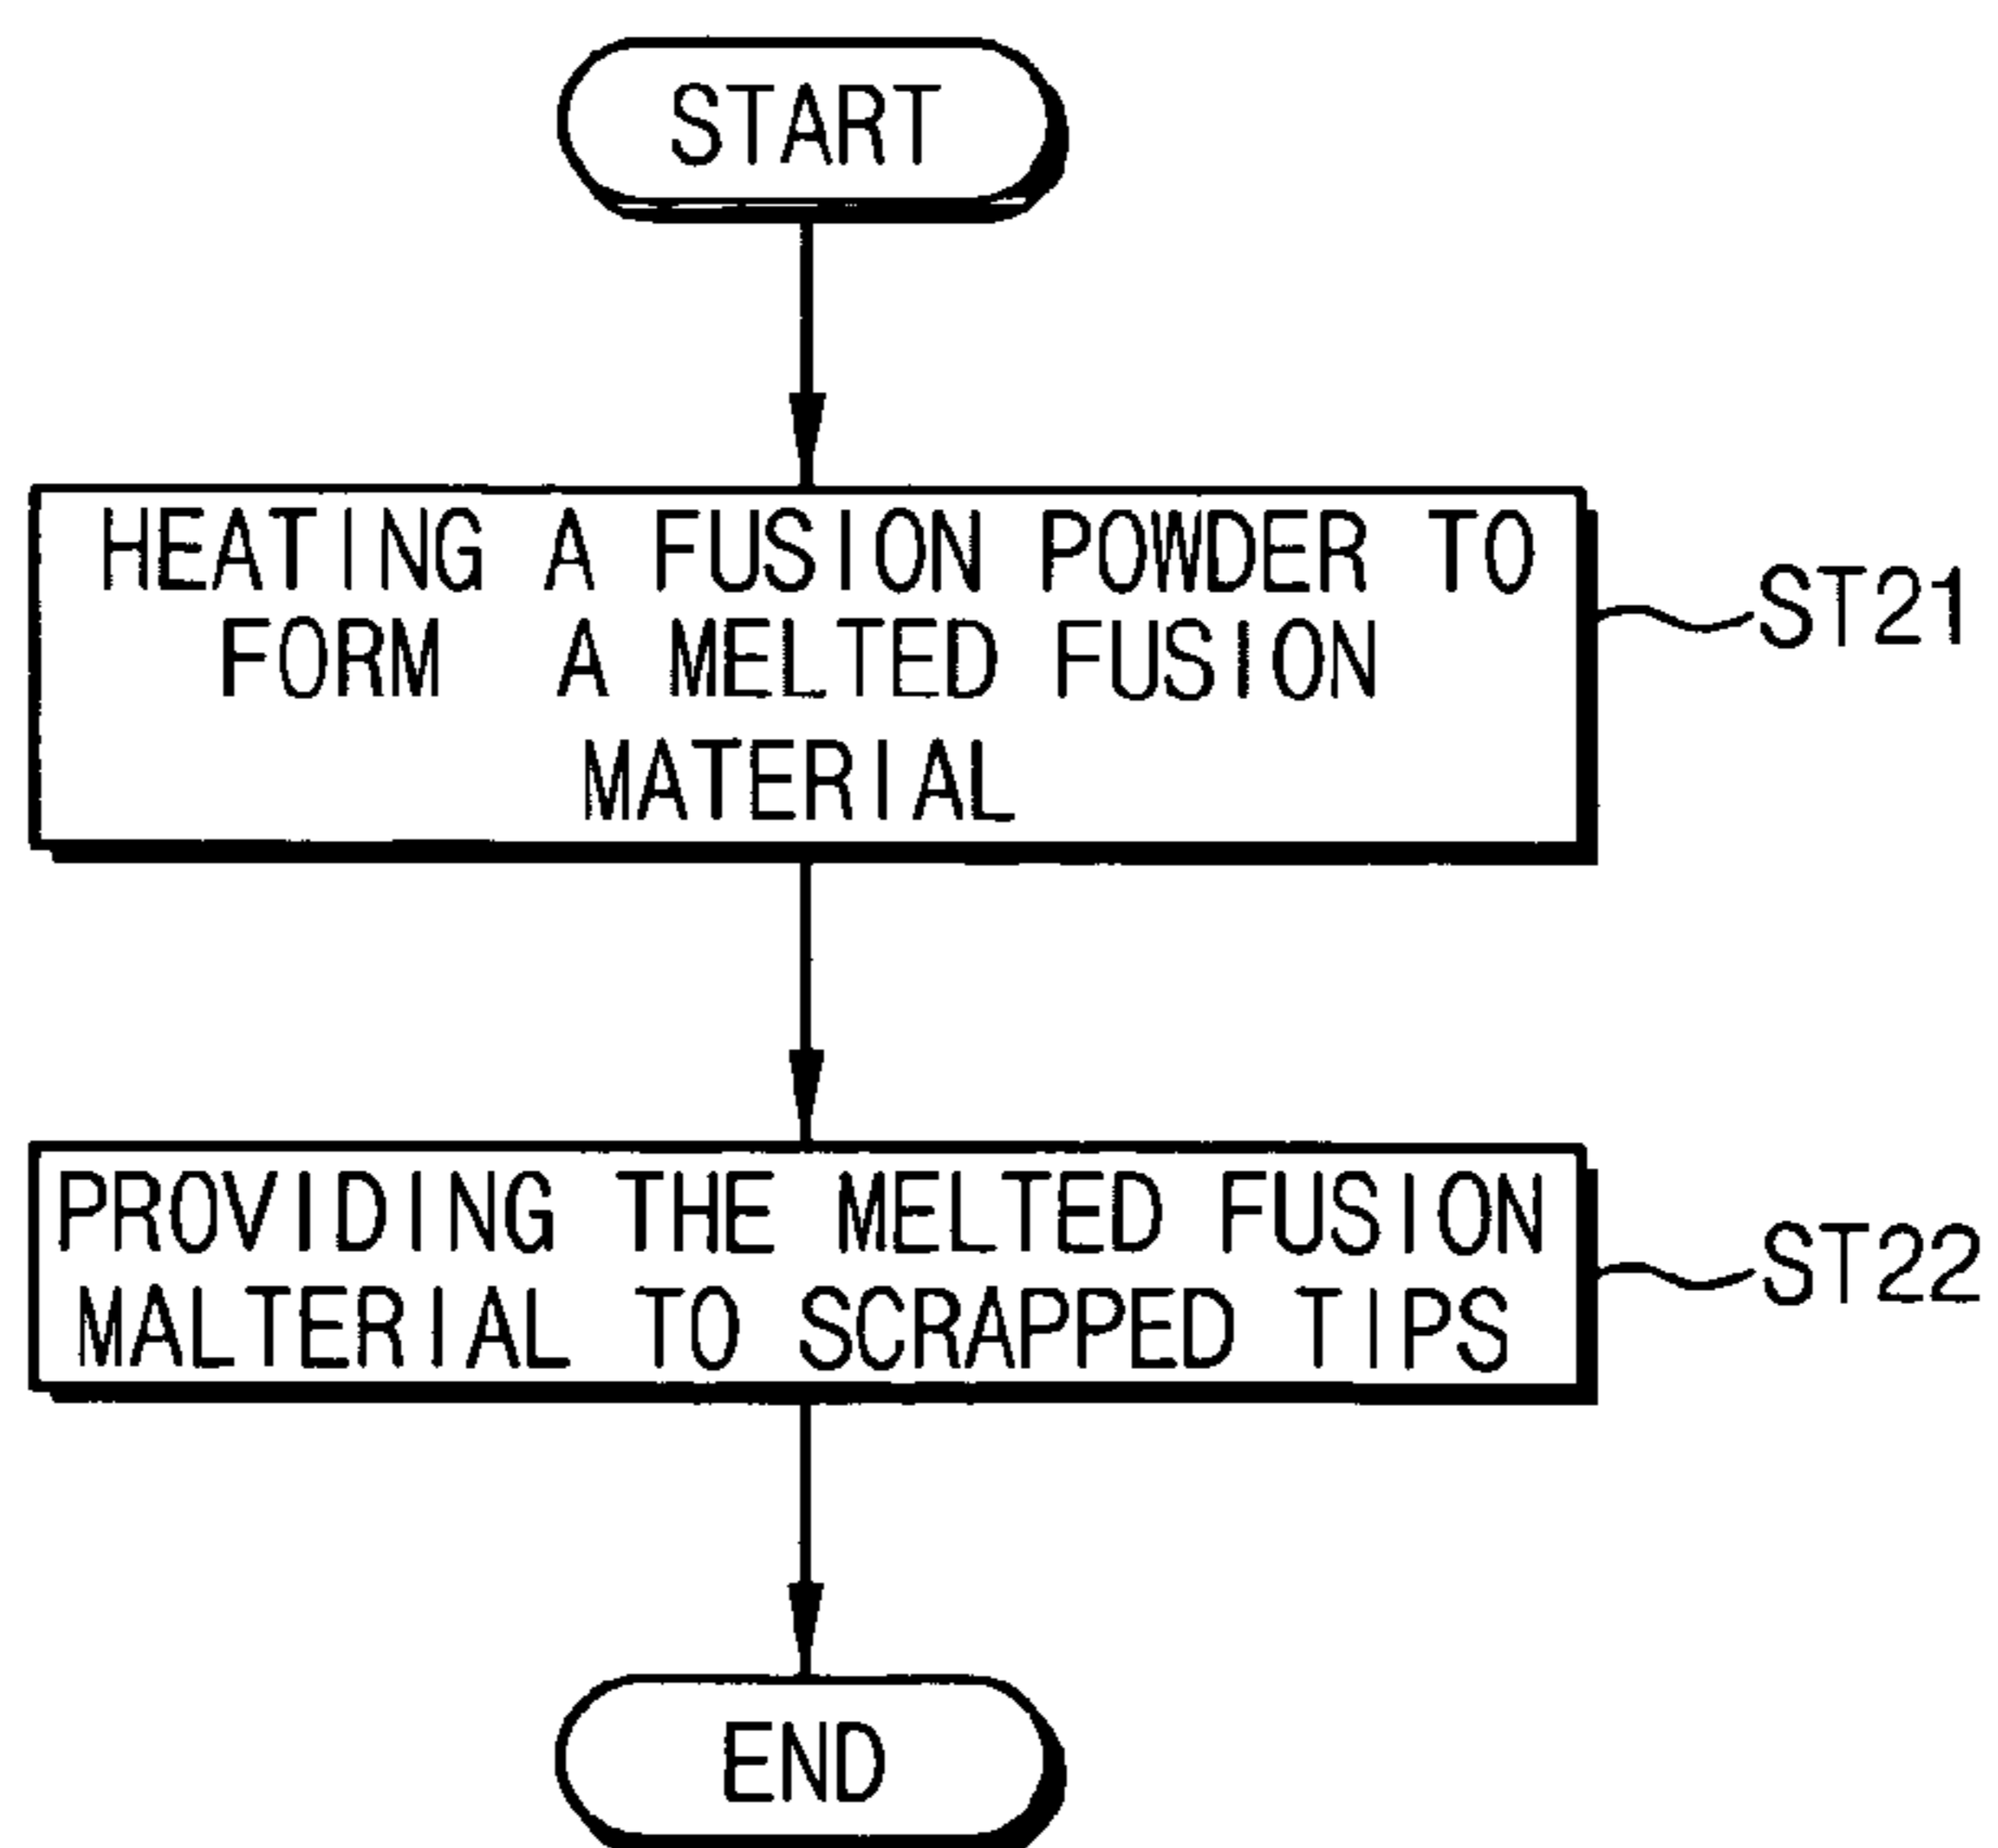 START
HEATING A FUSION POWDER TO
FORM A MELTED FUSION
MATERIAL
ST21
PROVIDING THE MELTED FUSION
MALTERIAL TO SCRAPPED TIPS
ST22
END